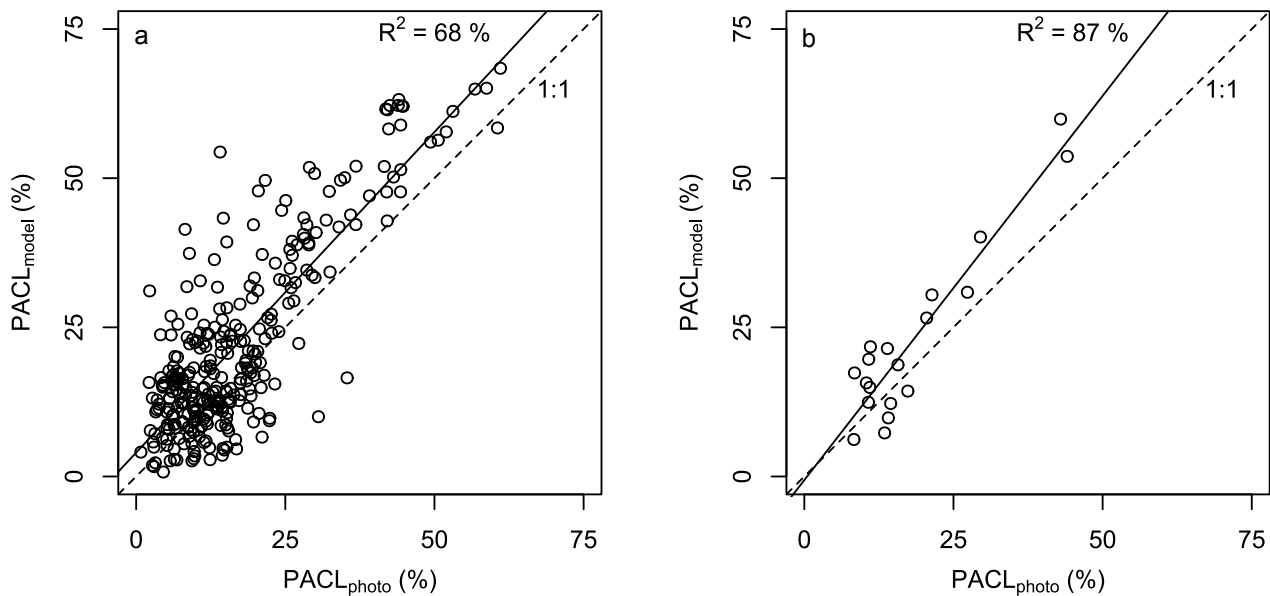 a
R² = 68 %
1:1
75
50
25
0
PACLmodel (%)
0 25 50 75
PACLphoto (%)
b
R² = 87 %
1:1
75
50
25
0
PACLmodel (%)
0 25 50 75
PACLphoto (%)